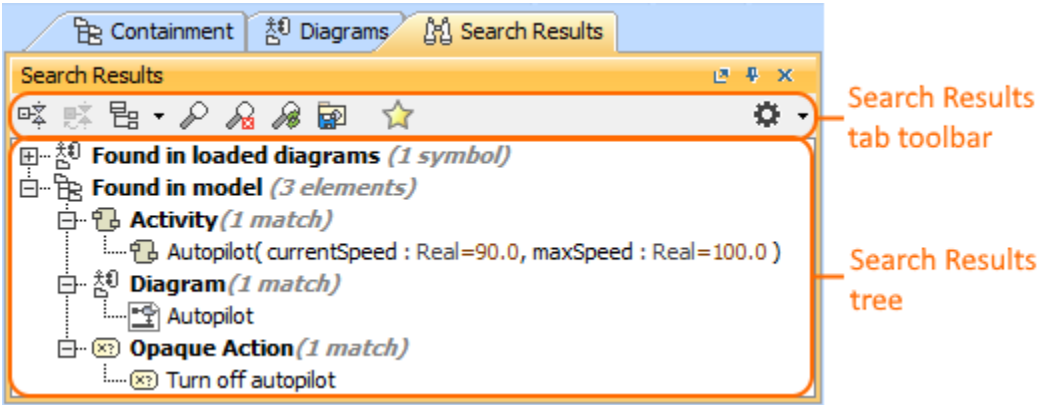 Containment Diagrams Search Results
Search Results
Search Results
tab toolbar
Found in loaded diagrams (1 symbol)
Found in model (3 elements)
Activity (1 match)
Autopilot( currentSpeed : Real=90.0, maxSpeed : Real=100.0 )
Search Results
tree
Diagram (1 match)
Autopilot
Opaque Action (1 match)
Turn off autopilot